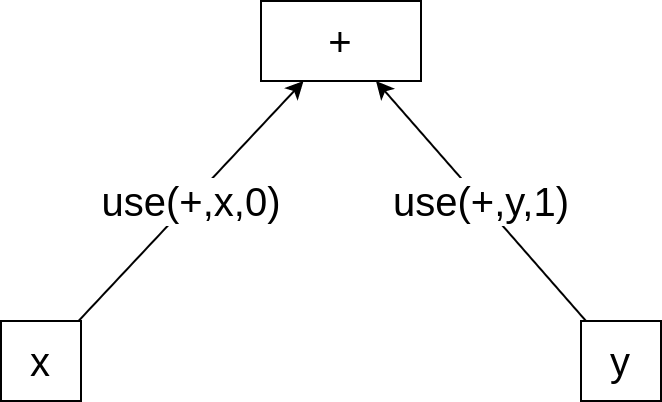 +
use(+,x,0)
use(+,y,1)
x
y